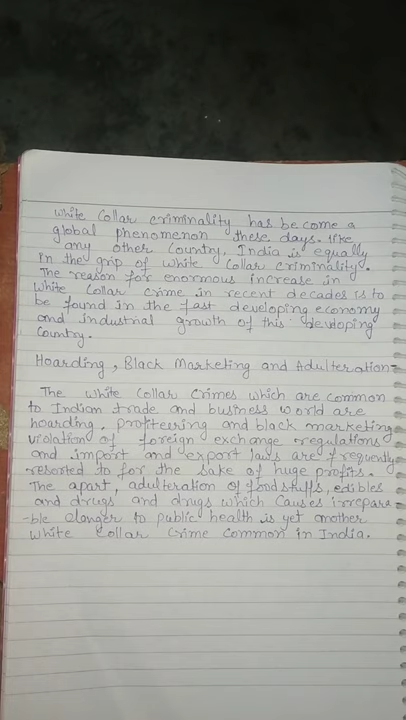 White Collar criminality has become a
global phenomenon these days. like
any other Country, India is equally
in the grip of white Collar criminality.
The reason for enormous increase in
white Collar crime in recent decades is to
be found in the fast developing economy
and industrial growth of this developing
Country.
Hoarding, Black Marketing and Adulteration-
The White Collar Crimes which are common
to Indian trade and business world are
hoarding, profiteering and black marketing
violation of foreign exchange regulations
and import and export laws are frequently
resorted to for the sake of huge profits.
The apart, adulteration of foodstuffs, edibles
and drugs and drugs which Causes irrepara-
-ble danger to public health is yet another
White Collar Crime Common in India.